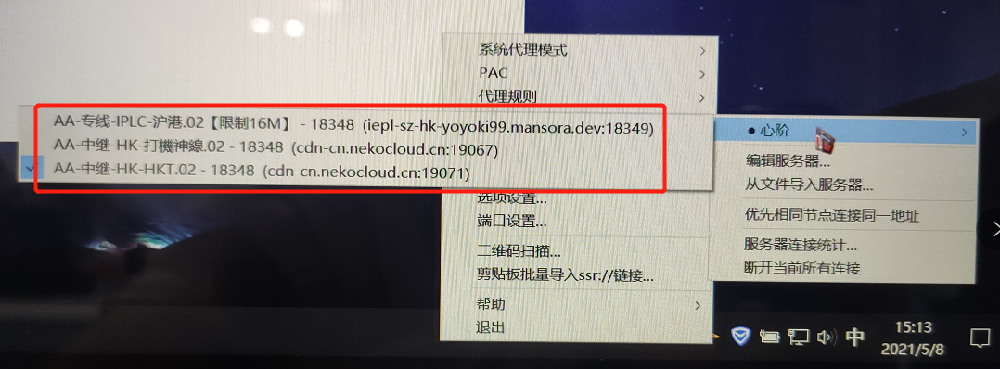 系统代理模式
PAC
代理规则
AA-专线-IPLC-沪港.02【限制16M】 - 18348 (iepl-sz-hk-yoyoki99.mansora.dev:18349)
AA-中继-HK-打機神線.02 - 18348 (cdn-cn.nekocloud.cn:19067)
AA-中继-HK-HKT.02 - 18348 (cdn-cn.nekocloud.cn:19071)
心阶
编辑服务器...
从文件导入服务器...
优先相同节点连接同一地址
服务器连接统计...
断开当前所有连接
选项设置...
端口设置...
二维码扫描...
剪贴板批量导入ssr://链接...
帮助
退出
中
15:13
2021/5/8